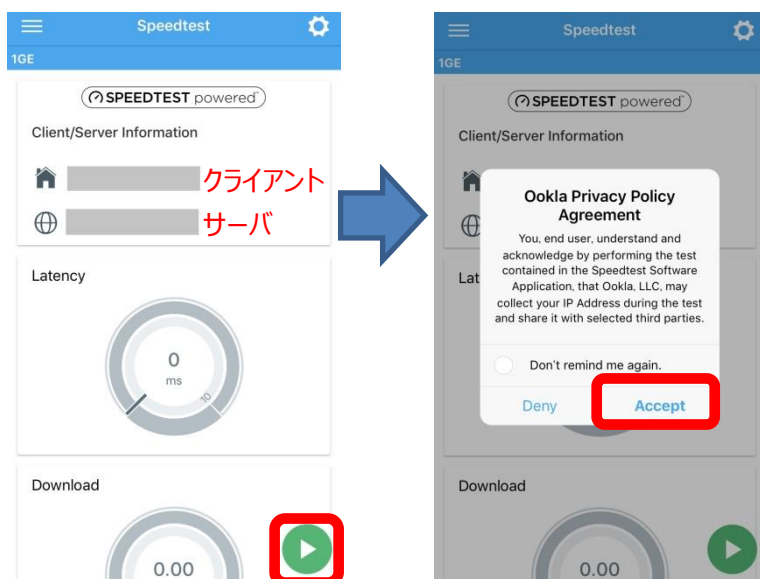 Speedtest
1GE
SPEEDTEST powered™
Client/Server Information
クライアント
サーバ
Latency
0
ms
10
Download
0.00
Speedtest
1GE
SPEEDTEST powered™
Client/Server Information
Ookla Privacy Policy
Agreement
You, end user, understand and
acknowledge by performing the test
contained in the Speedtest Software
Application, that Ookla, LLC, may
collect your IP Address during the test
and share it with selected third parties.
Lat
Don't remind me again.
Deny
Accept
Download
0.00